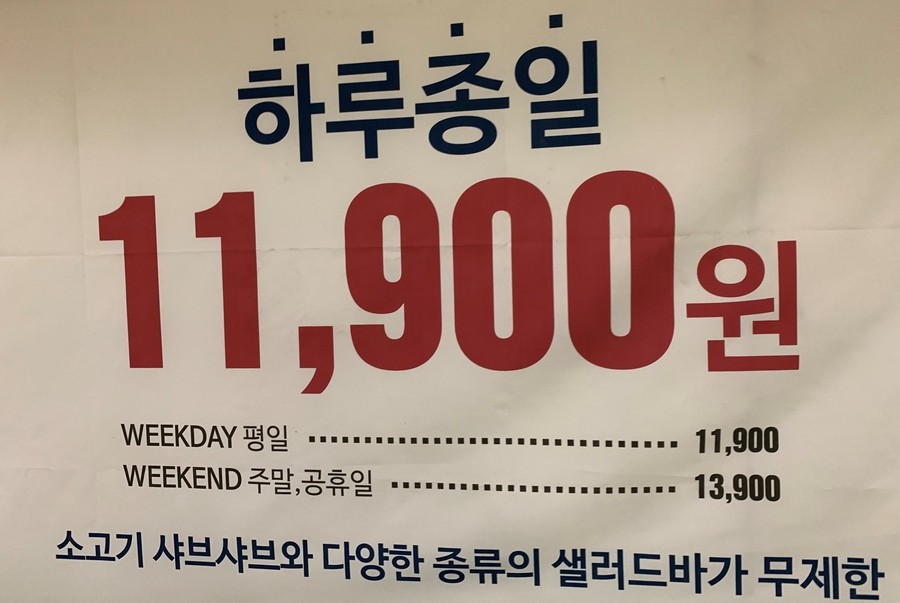 하루종일
11,900원
WEEKDAY 평일 ................................ 11,900
WEEKEND 주말,공휴일 ........................ 13,900
소고기 샤브샤브와 다양한 종류의 샐러드바가 무제한